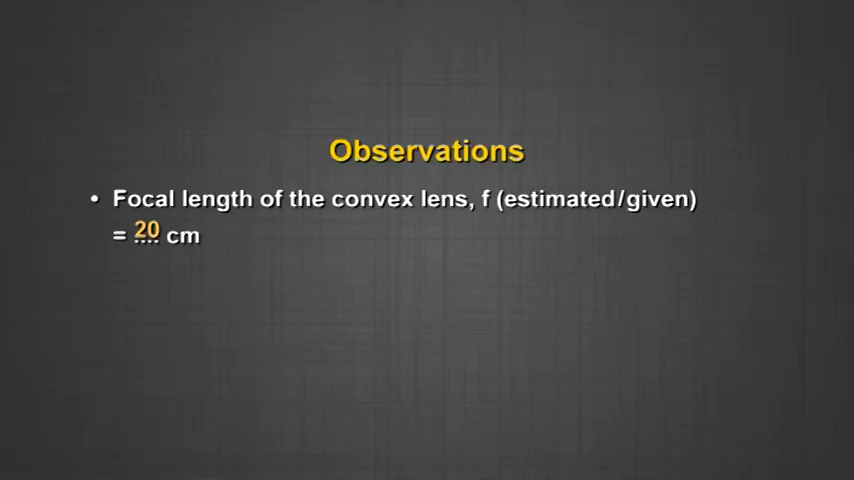 Observations
• Focal length of the convex lens, f (estimated/given)
= 20 cm